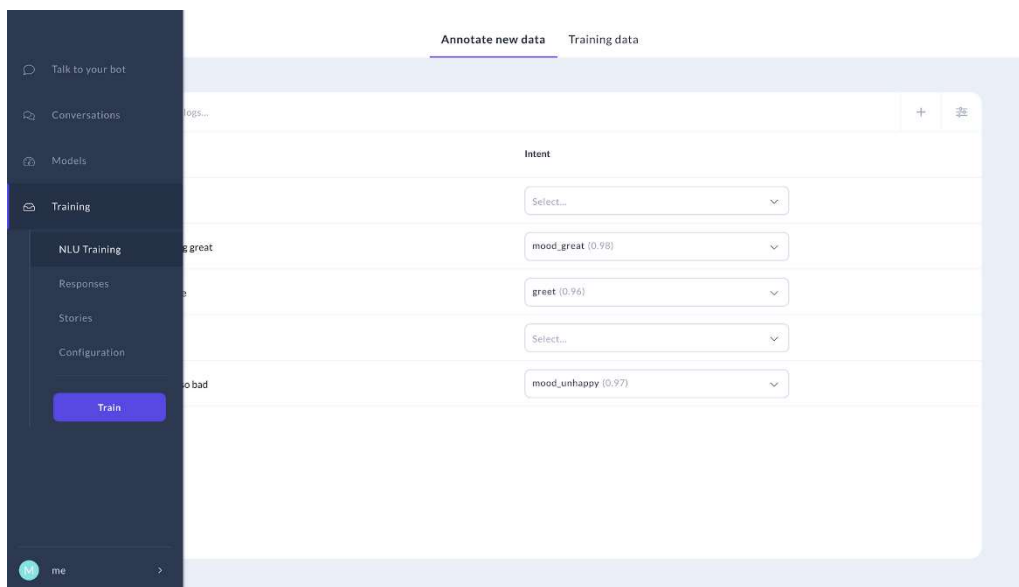 Annotate new data Training data
Talk to your bot
Conversations
logs...
Models
Intent
Training
Select...
NLU Training
g great
mood_great (0.98)
Responses
greet (0.96)
Stories
Select...
Configuration
so bad
mood_unhappy (0.97)
Train
M me